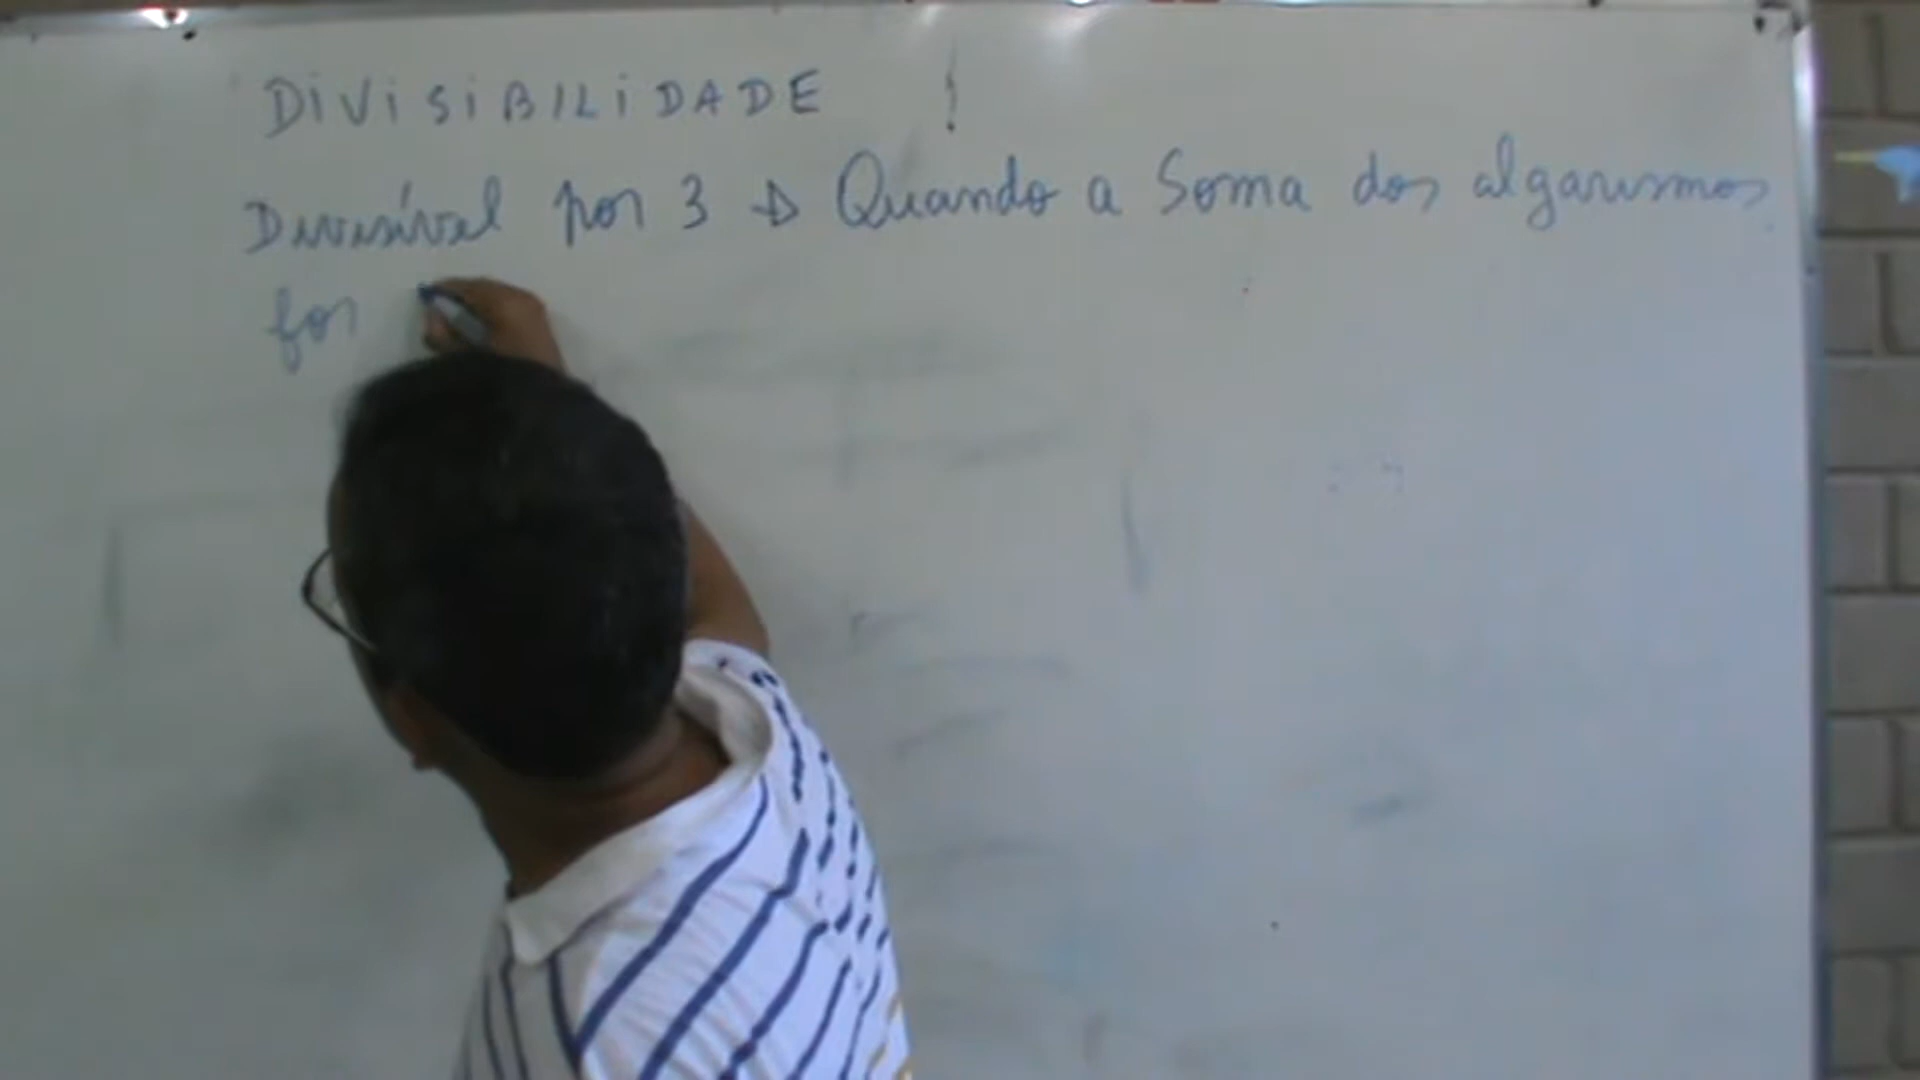 DIVISIBILIDADE
Divisível por 3 → Quando a Soma dos algarismos
for